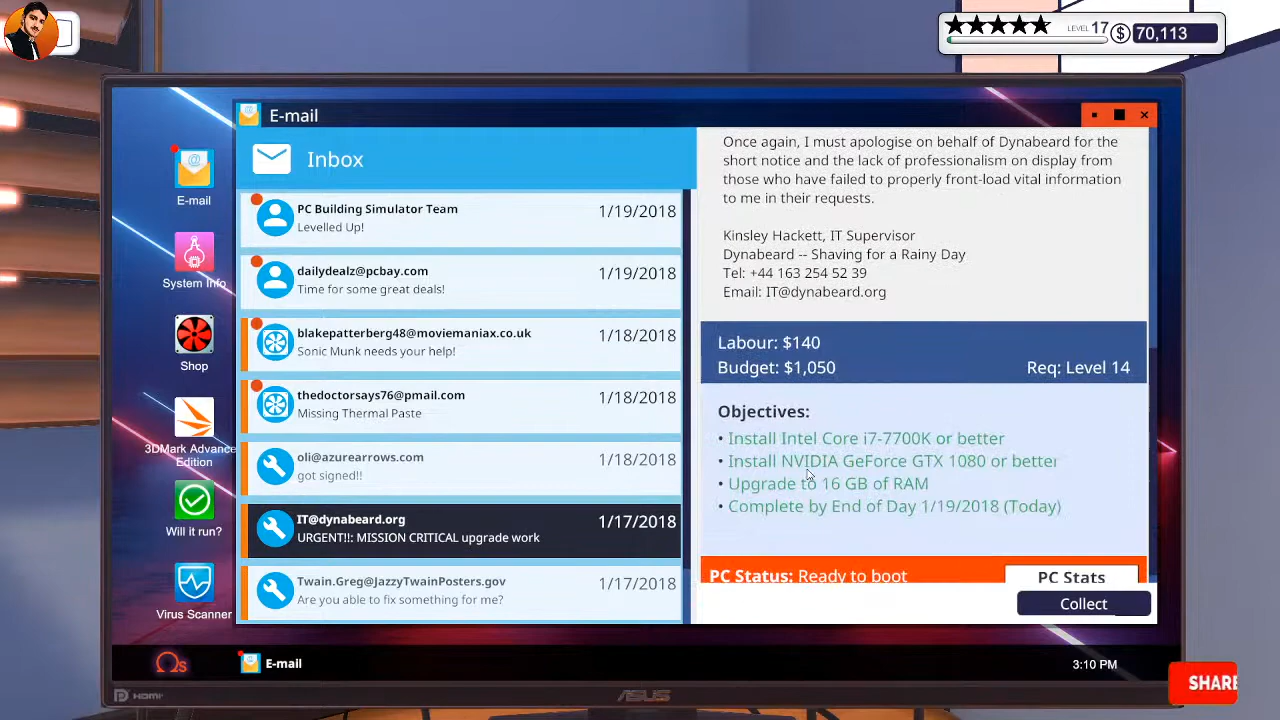 LEVEL 17
$ 70,113
E-mail
E-mail
System Info
Shop
3DMark Advance
Edition
Will it run?
Virus Scanner
Inbox
PC Building Simulator Team 1/19/2018
Levelled Up!
dailydealz@pcbay.com 1/19/2018
Time for some great deals!
blakepatterberg48@moviemaniax.co.uk 1/18/2018
Sonic Munk needs your help!
thedoctorsays76@pmail.com 1/18/2018
Missing Thermal Paste
oli@azurearrows.com 1/18/2018
got signed!!
IT@dynabeard.org 1/17/2018
URGENT!!: MISSION CRITICAL upgrade work
Twain.Greg@JazzyTwainPosters.gov 1/17/2018
Are you able to fix something for me?
Once again, I must apologise on behalf of Dynabeard for the
short notice and the lack of professionalism on display from
those who have failed to properly front-load vital information
to me in their requests.
Kinsley Hackett, IT Supervisor
Dynabeard -- Shaving for a Rainy Day
Tel: +44 163 254 52 39
Email: IT@dynabeard.org
Labour: $140
Budget: $1,050 Req: Level 14
Objectives:
• Install Intel Core i7-7700K or better
• Install NVIDIA GeForce GTX 1080 or better
• Upgrade to 16 GB of RAM
• Complete by End of Day 1/19/2018 (Today)
PC Status: Ready to boot PC Stats
Collect
Os E-mail 3:10 PM
HDMI ASUS
SHARE